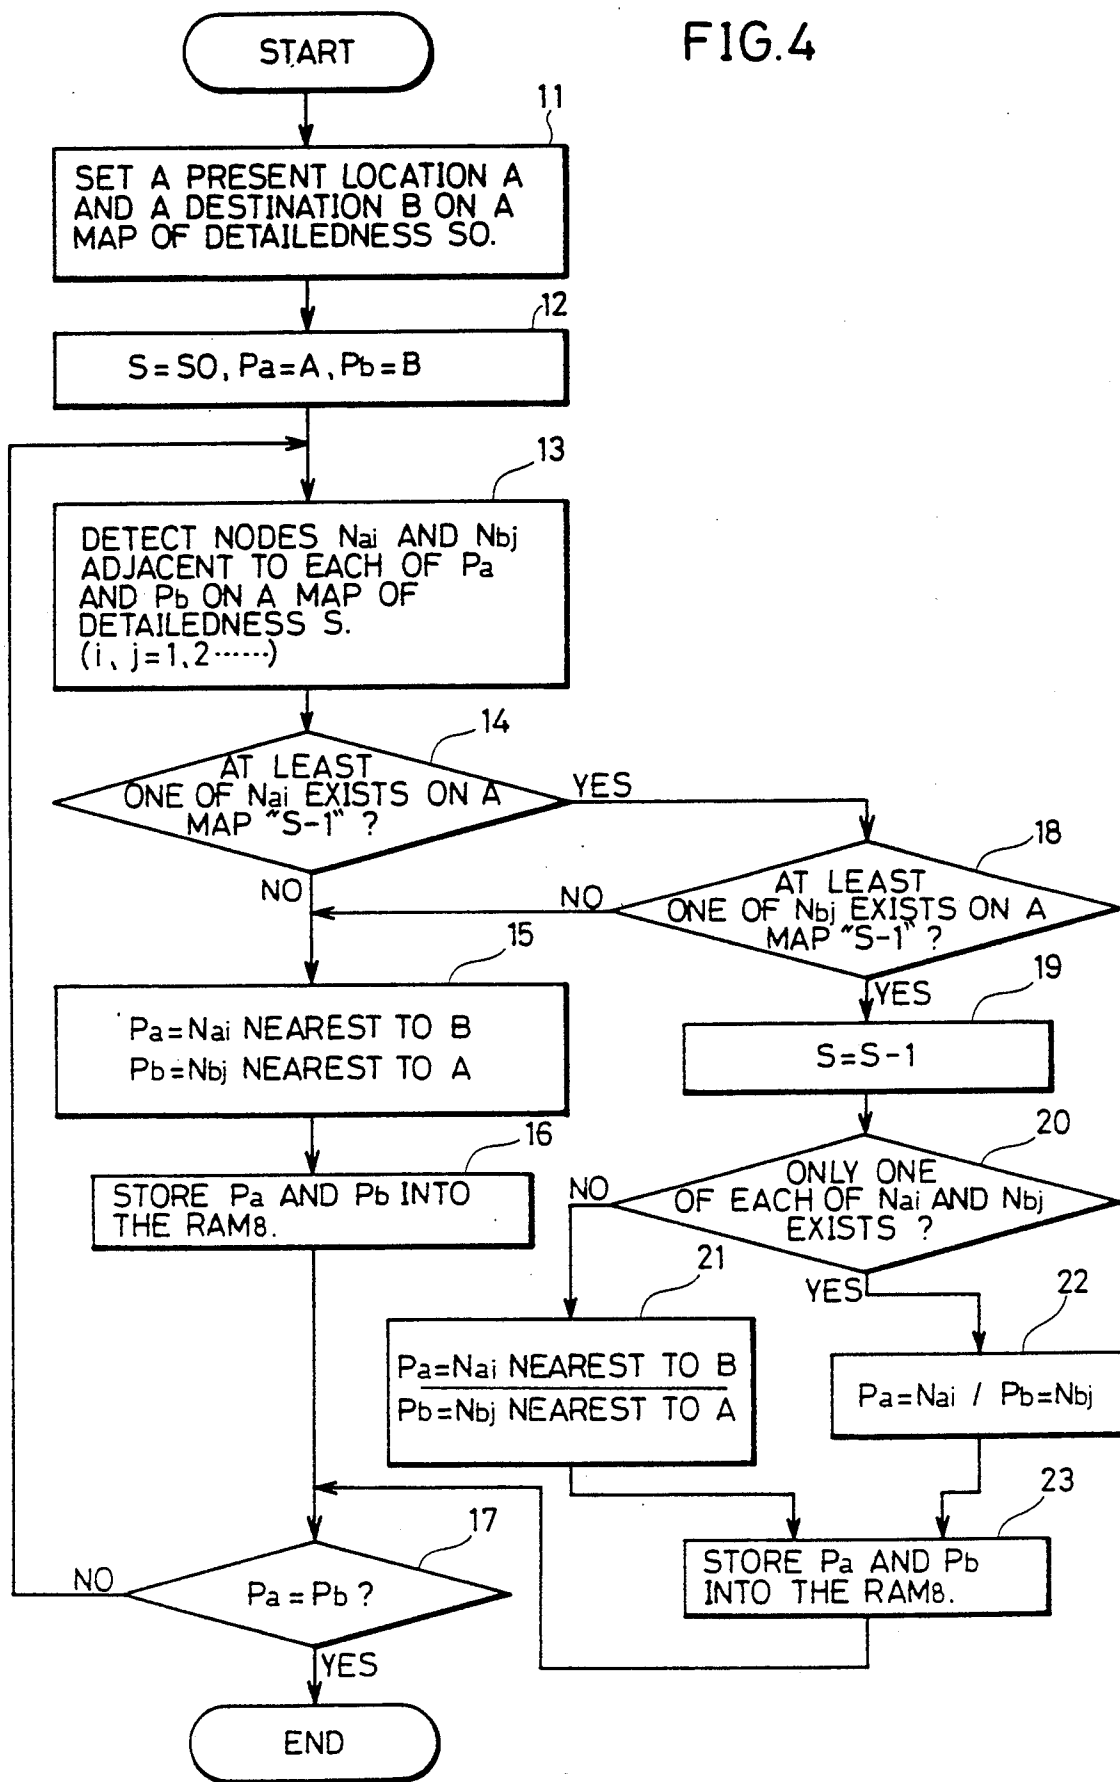 FIG.4
START
11
SET A PRESENT LOCATION A
AND A DESTINATION B ON A
MAP OF DETAILEDNESS SO.
12
S=SO, Pa=A, Pb=B
13
DETECT NODES Nai AND Nbj
ADJACENT TO EACH OF Pa
AND Pb ON A MAP OF
DETAILEDNESS S.
(i, j=1, 2······)
14
AT LEAST
ONE OF Nai EXISTS ON A
MAP "S-1" ?
YES
NO
18
AT LEAST
ONE OF Nbj EXISTS ON A
MAP "S-1" ?
NO
YES
15
Pa=Nai NEAREST TO B
Pb=Nbj NEAREST TO A
19
S=S-1
16
STORE Pa AND Pb INTO
THE RAM8.
20
ONLY ONE
OF EACH OF Nai AND Nbj
EXISTS ?
NO
YES
21
Pa=Nai NEAREST TO B
Pb=Nbj NEAREST TO A
22
Pa=Nai / Pb=Nbj
23
STORE Pa AND Pb
INTO THE RAM8.
17
Pa = Pb ?
NO
YES
END